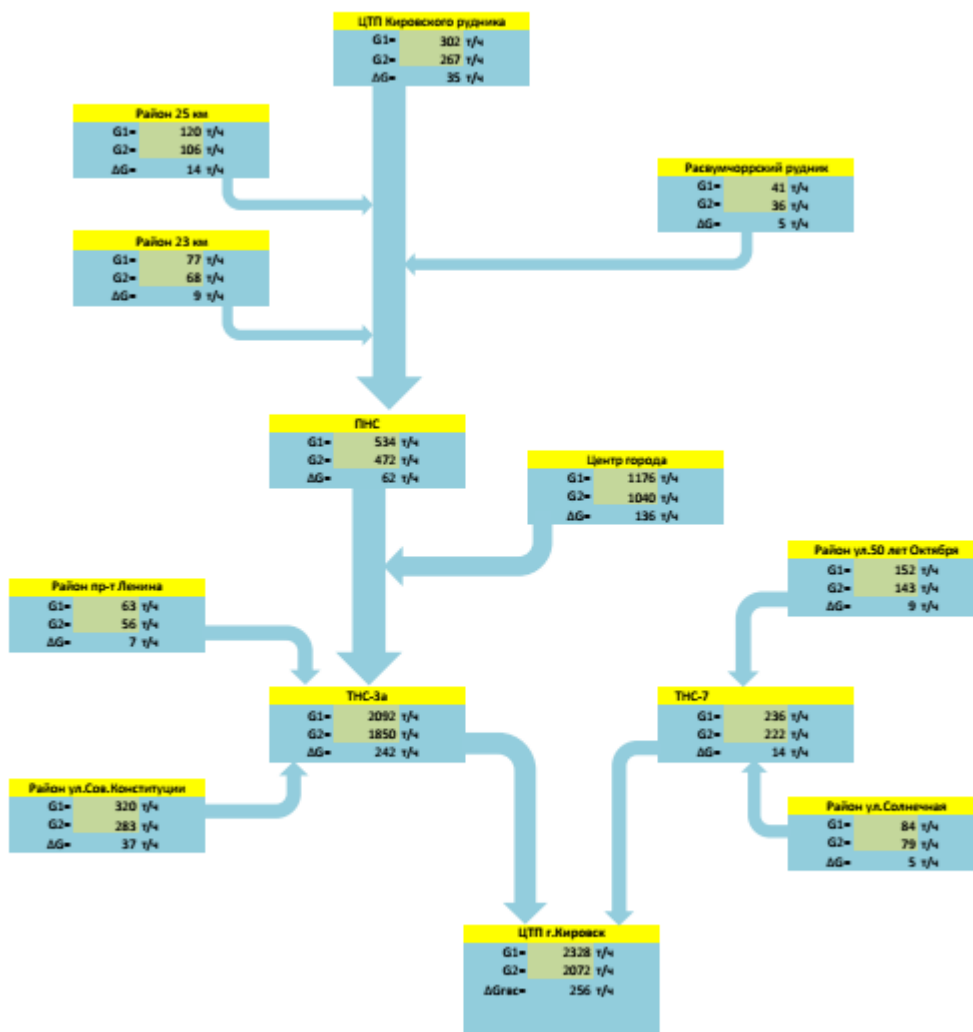 ЦТП Кировского рудника
G1= 302 т/ч
G2= 267 т/ч
ΔG= 35 т/ч
Район 25 км
G1= 120 т/ч
G2= 106 т/ч
ΔG= 14 т/ч
Расвумчоррский рудник
G1= 41 т/ч
G2= 36 т/ч
ΔG= 5 т/ч
Район 23 км
G1= 77 т/ч
G2= 68 т/ч
ΔG= 9 т/ч
ПНС
G1= 534 т/ч
G2= 472 т/ч
ΔG= 62 т/ч
Центр города
G1= 1176 т/ч
G2= 1040 т/ч
ΔG= 136 т/ч
Район ул.50 лет Октября
G1= 152 т/ч
G2= 143 т/ч
ΔG= 9 т/ч
Район пр-т Ленина
G1= 63 т/ч
G2= 56 т/ч
ΔG= 7 т/ч
ТНС-3а
G1= 2092 т/ч
G2= 1850 т/ч
ΔG= 242 т/ч
ТНС-7
G1= 236 т/ч
G2= 222 т/ч
ΔG= 14 т/ч
Район ул.Сов.Конституции
G1= 320 т/ч
G2= 283 т/ч
ΔG= 37 т/ч
Район ул.Солнечная
G1= 84 т/ч
G2= 79 т/ч
ΔG= 5 т/ч
ЦТП г.Кировск
G1= 2328 т/ч
G2= 2072 т/ч
ΔGгвс= 256 т/ч